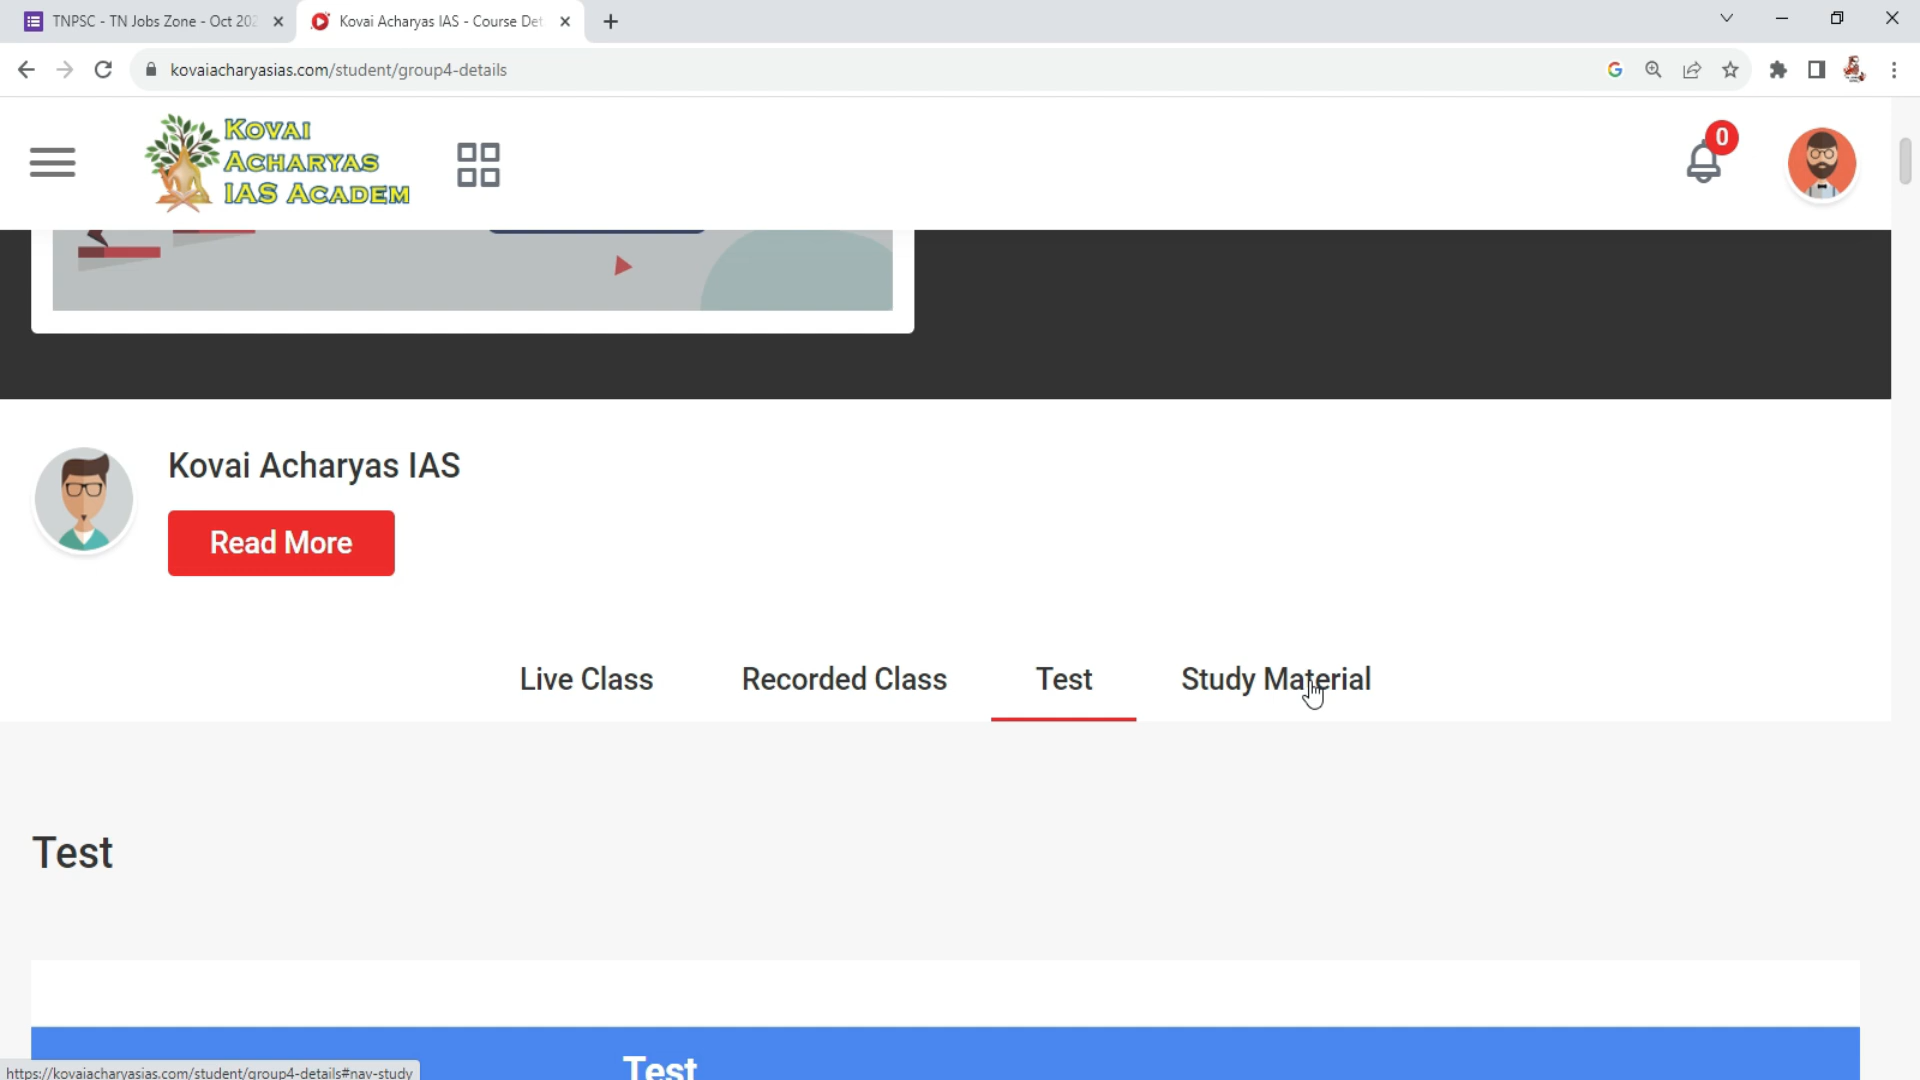 TNPSC - TN Jobs Zone - Oct 202
Kovai Acharyas IAS - Course Det
kovaiacharyasias.com/student/group4-details
KOVAI
ACHARYAS
IAS ACADEM
0
Kovai Acharyas IAS
Read More
Live Class Recorded Class Test Study Material
Test
Test
https://kovaiacharyasias.com/student/group4-details#nav-study